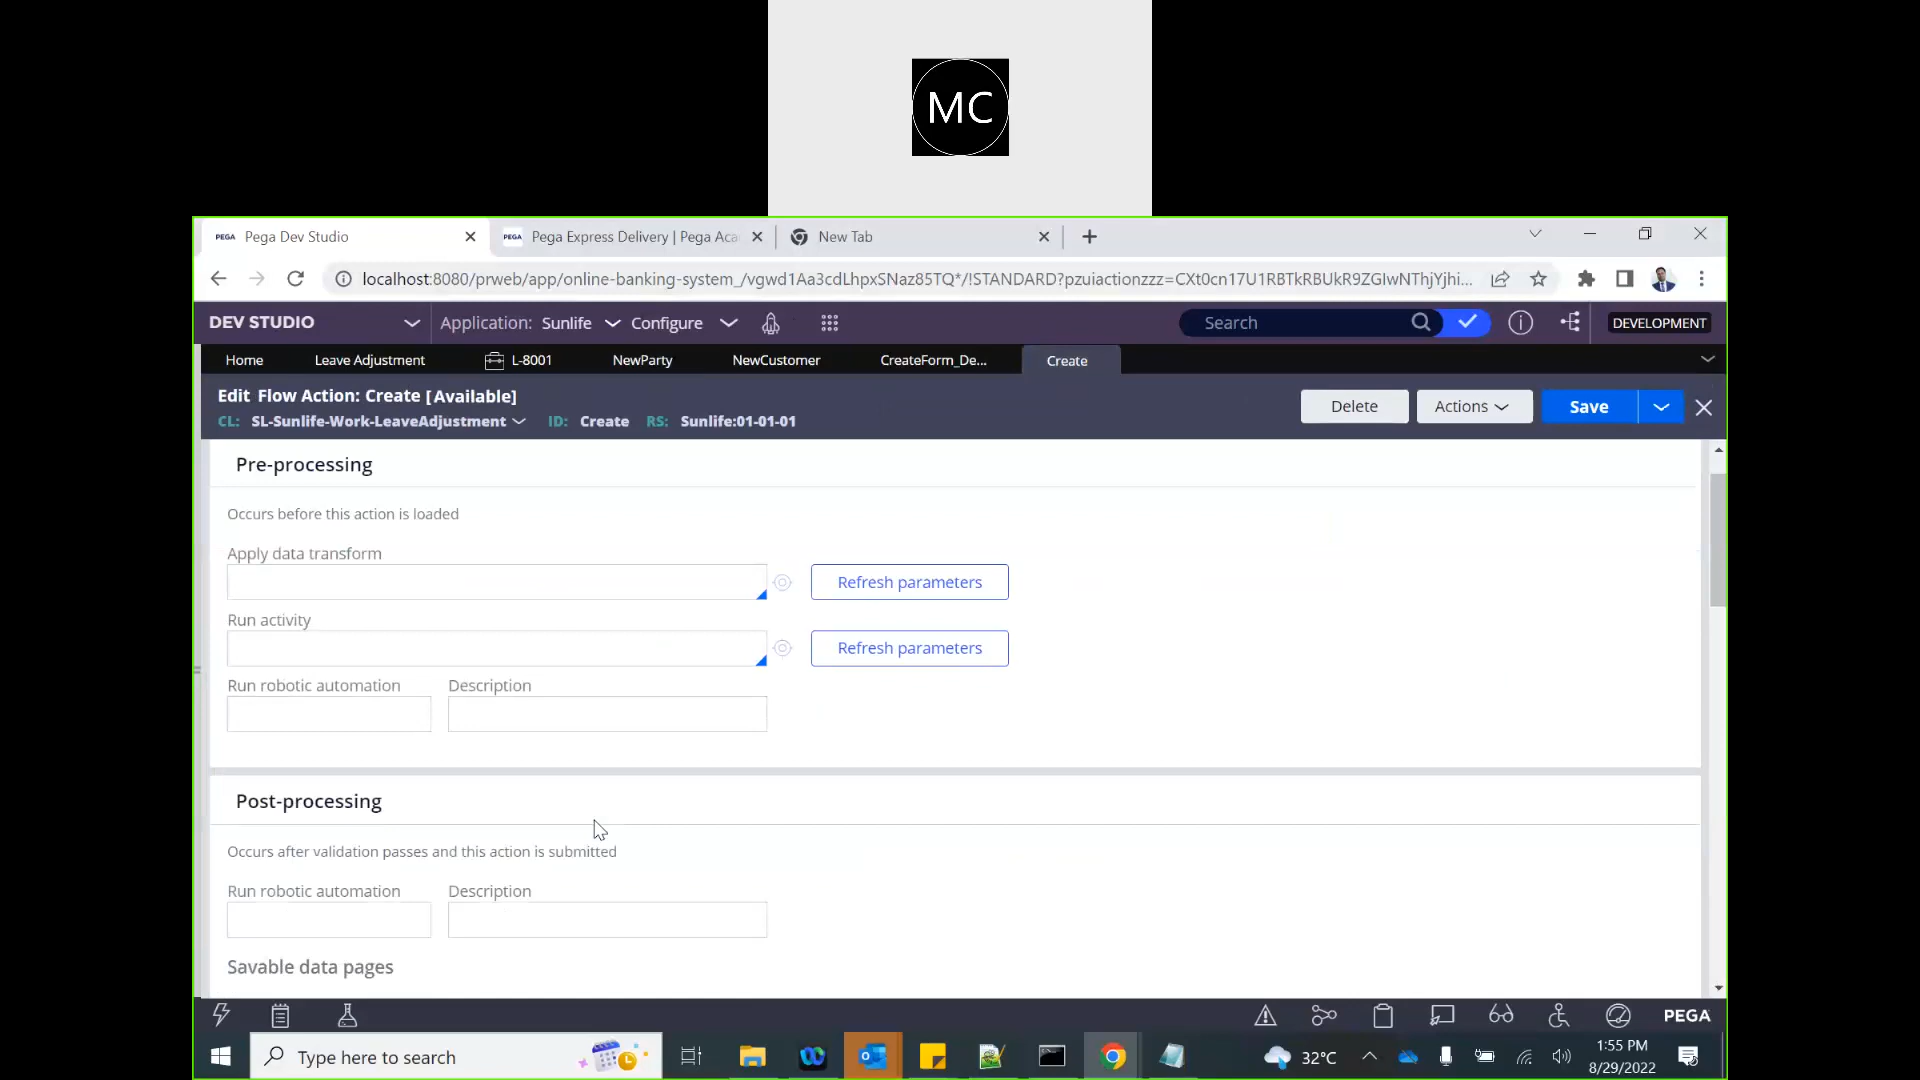 MC
PEGA Pega Dev Studio
PEGA Pega Express Delivery | Pega Aca
New Tab
localhost:8080/prweb/app/online-banking-system_/vgwd1Aa3cdLhpxSNaz85TQ*/!STANDARD?pzuiactionzzz=CXt0cn17U1RBTkRBUkR9ZGIwNThjYjhi...
DEV STUDIO
Application: Sunlife
Configure
Search
DEVELOPMENT
Home
Leave Adjustment
L-8001
NewParty
NewCustomer
CreateForm_De...
Create
Edit Flow Action: Create [Available]
CL: SL-Sunlife-Work-LeaveAdjustment ID: Create RS: Sunlife:01-01-01
Delete
Actions
Save
Pre-processing
Occurs before this action is loaded
Apply data transform
Refresh parameters
Run activity
Refresh parameters
Run robotic automation
Description
Post-processing
Occurs after validation passes and this action is submitted
Run robotic automation
Description
Savable data pages
PEGA
Type here to search
32°C
1:55 PM
8/29/2022